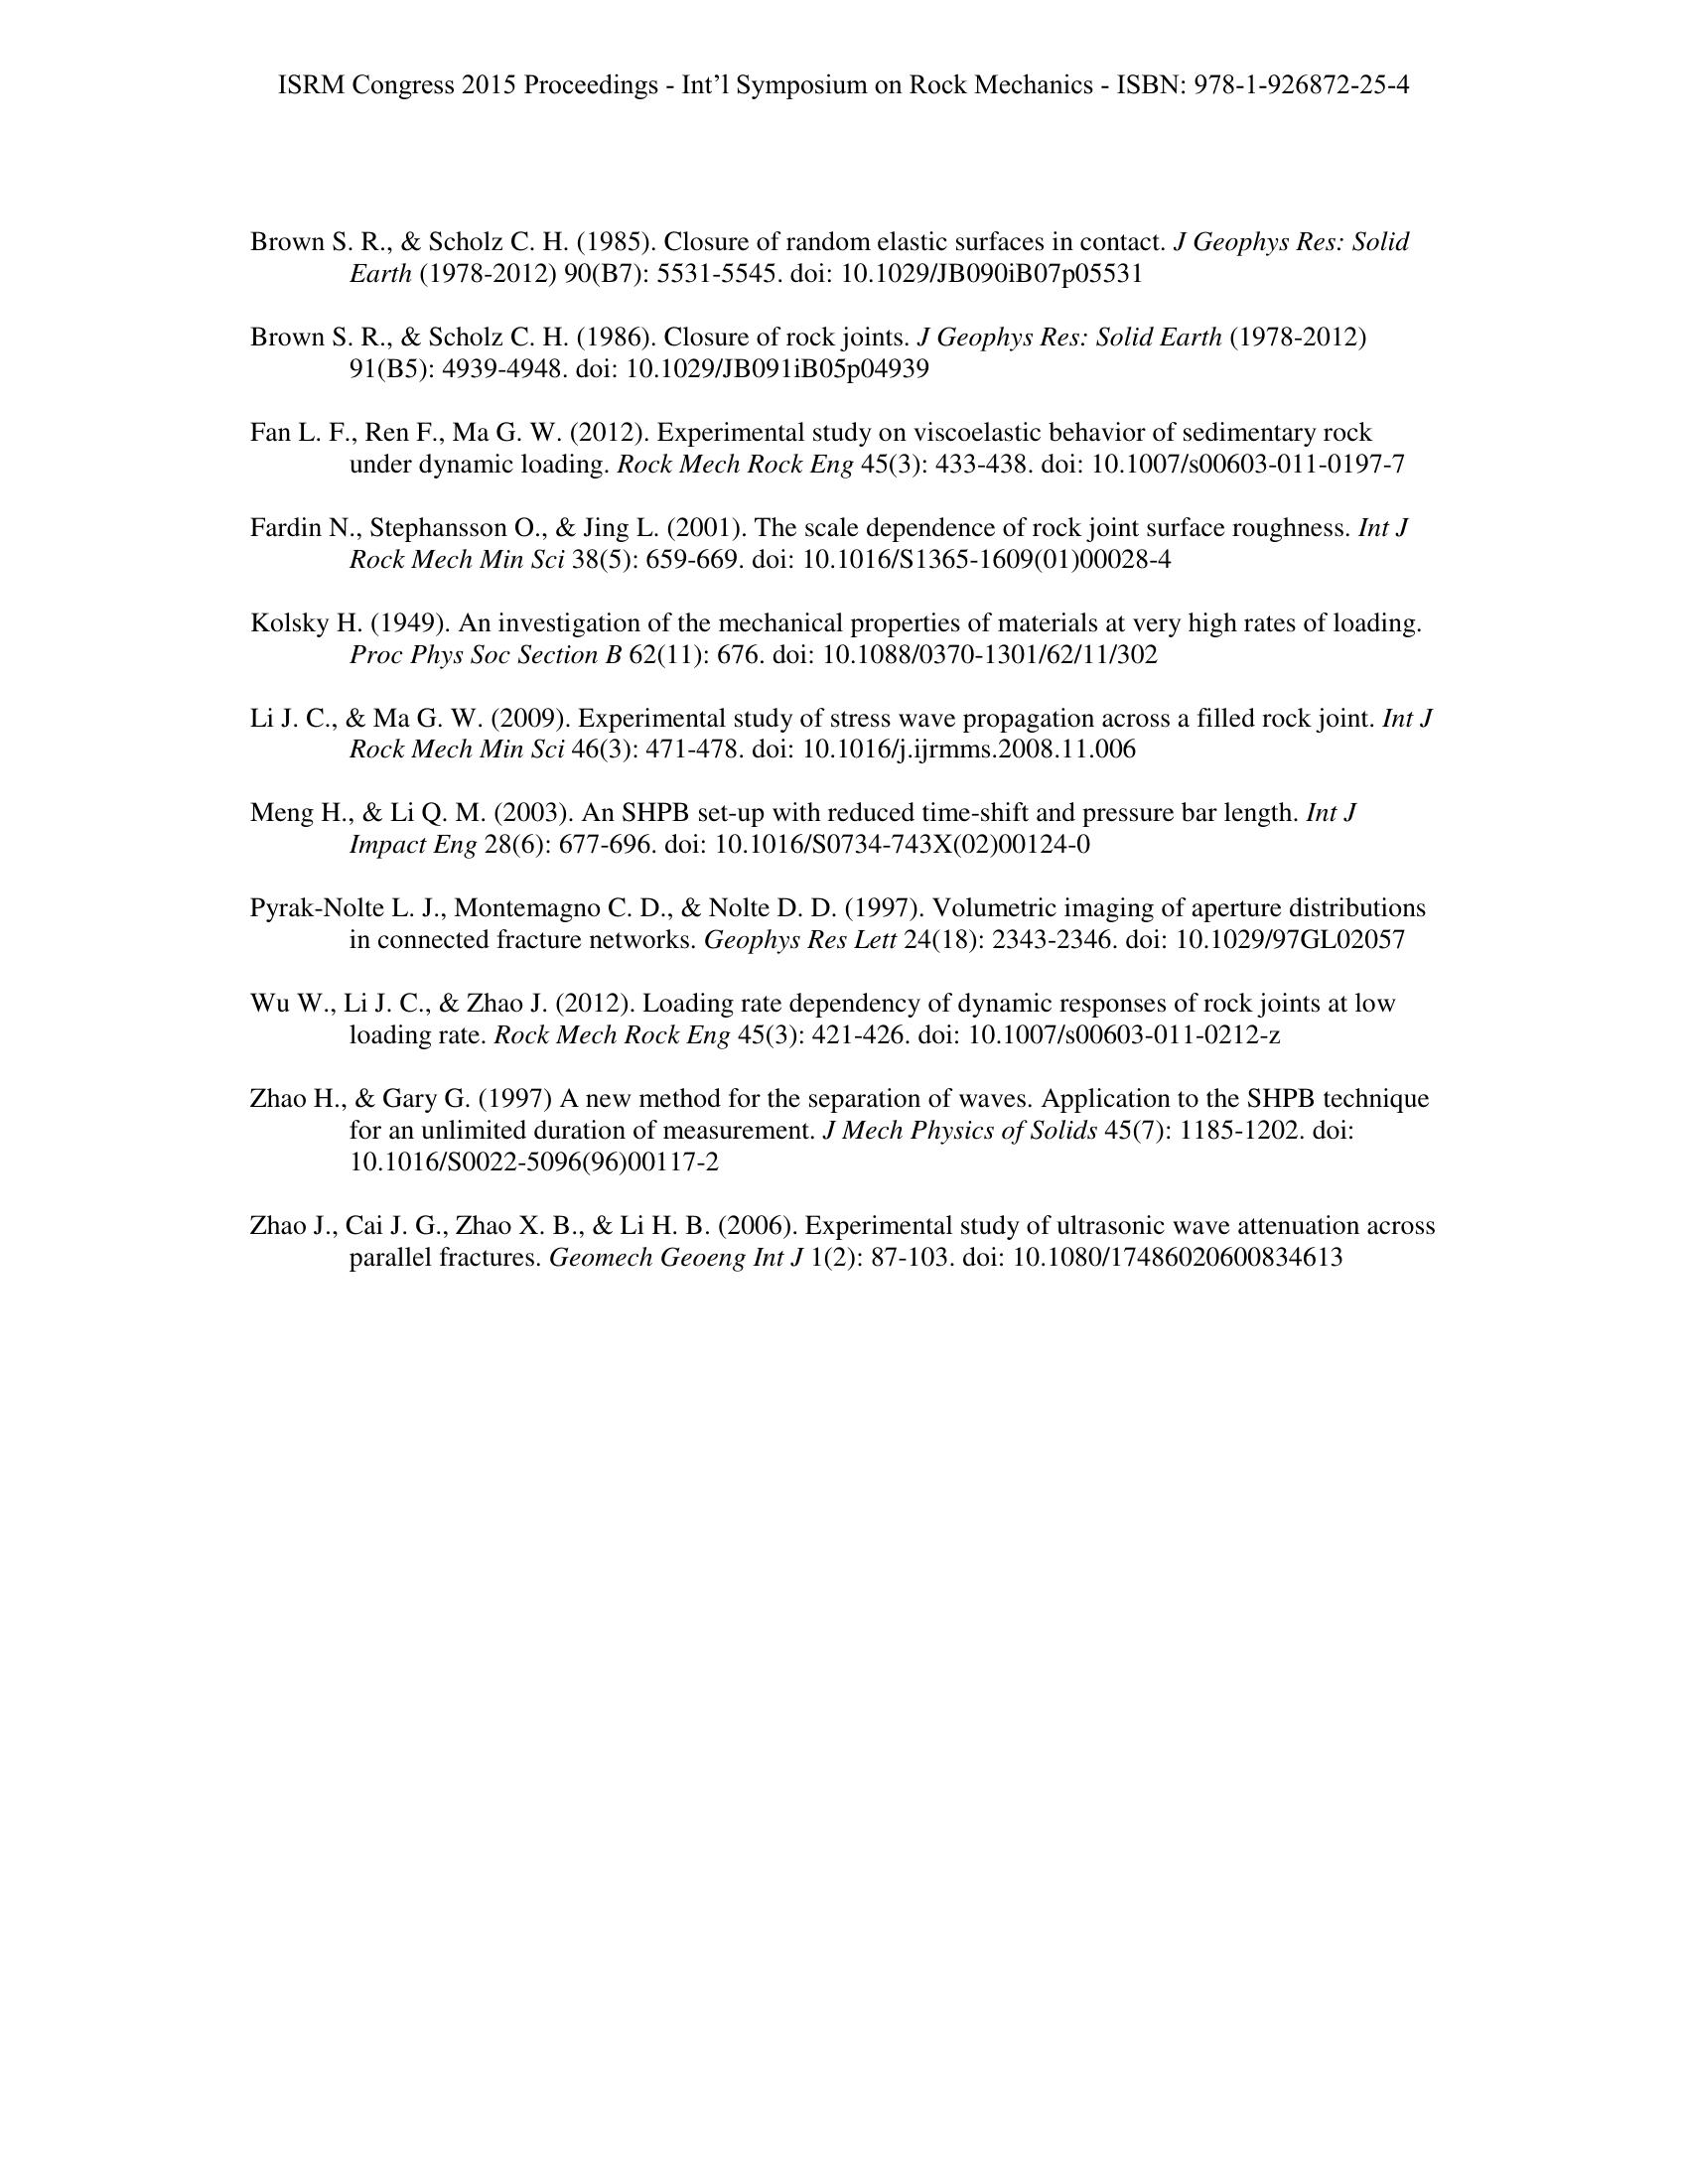 ISRM Congress 2015 Proceedings - Int’l Symposium on Rock Mechanics - ISBN: 978-1-926872-25-4
Brown S. R., & Scholz C. H. (1985). Closure of random elastic surfaces in contact. J Geophys Res: Solid
Earth (1978-2012) 90(B7): 5531-5545. doi: 10.1029/JB090iB07p05531
Brown S. R., & Scholz C. H. (1986). Closure of rock joints. J Geophys Res: Solid Earth (1978-2012)
91(B5): 4939-4948. doi: 10.1029/JB091iB05p04939
Fan L. F., Ren F., Ma G. W. (2012). Experimental study on viscoelastic behavior of sedimentary rock
under dynamic loading. Rock Mech Rock Eng 45(3): 433-438. doi: 10.1007/s00603-011-0197-7
Fardin N., Stephansson O., & Jing L. (2001). The scale dependence of rock joint surface roughness. Int J
Rock Mech Min Sci 38(5): 659-669. doi: 10.1016/S1365-1609(01)00028-4
Kolsky H. (1949). An investigation of the mechanical properties of materials at very high rates of loading.
Proc Phys Soc Section B 62(11): 676. doi: 10.1088/0370-1301/62/11/302
Li J. C., & Ma G. W. (2009). Experimental study of stress wave propagation across a filled rock joint. Int J
Rock Mech Min Sci 46(3): 471-478. doi: 10.1016/j.ijrmms.2008.11.006
Meng H., & Li Q. M. (2003). An SHPB set-up with reduced time-shift and pressure bar length. Int J
Impact Eng 28(6): 677-696. doi: 10.1016/S0734-743X(02)00124-0
Pyrak-Nolte L. J., Montemagno C. D., & Nolte D. D. (1997). Volumetric imaging of aperture distributions
in connected fracture networks. Geophys Res Lett 24(18): 2343-2346. doi: 10.1029/97GL02057
Wu W., Li J. C., & Zhao J. (2012). Loading rate dependency of dynamic responses of rock joints at low
loading rate. Rock Mech Rock Eng 45(3): 421-426. doi: 10.1007/s00603-011-0212-z
Zhao H., & Gary G. (1997) A new method for the separation of waves. Application to the SHPB technique
for an unlimited duration of measurement. J Mech Physics of Solids 45(7): 1185-1202. doi:
10.1016/S0022-5096(96)00117-2
Zhao J., Cai J. G., Zhao X. B., & Li H. B. (2006). Experimental study of ultrasonic wave attenuation across
parallel fractures. Geomech Geoeng Int J 1(2): 87-103. doi: 10.1080/17486020600834613